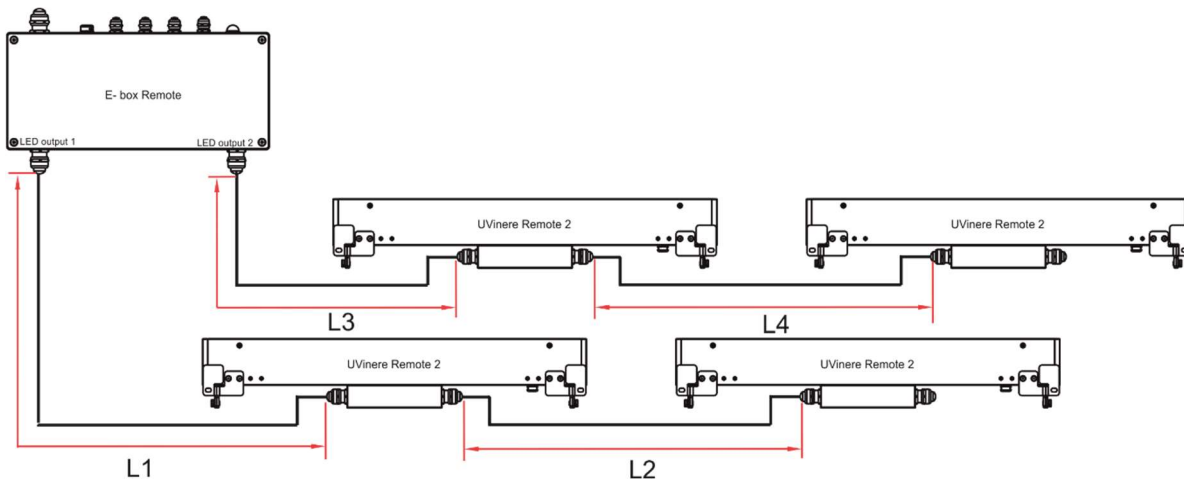 E- box Remote
LED output 1
LED output 2
UVinere Remote 2
UVinere Remote 2
L3
L4
UVinere Remote 2
UVinere Remote 2
L1
L2